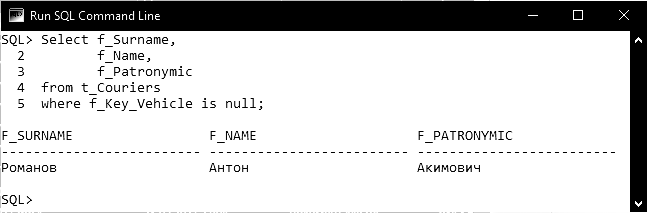 Run SQL Command Line
SQL> Select f_Surname,
2 f_Name,
3 f_Patronymic
4 from t_Couriers
5 where f_Key_Vehicle is null;
F_SURNAME F_NAME F_PATRONYMIC
------------------------- ------------------------- -------------------------
Романов Антон Акимович
SQL>